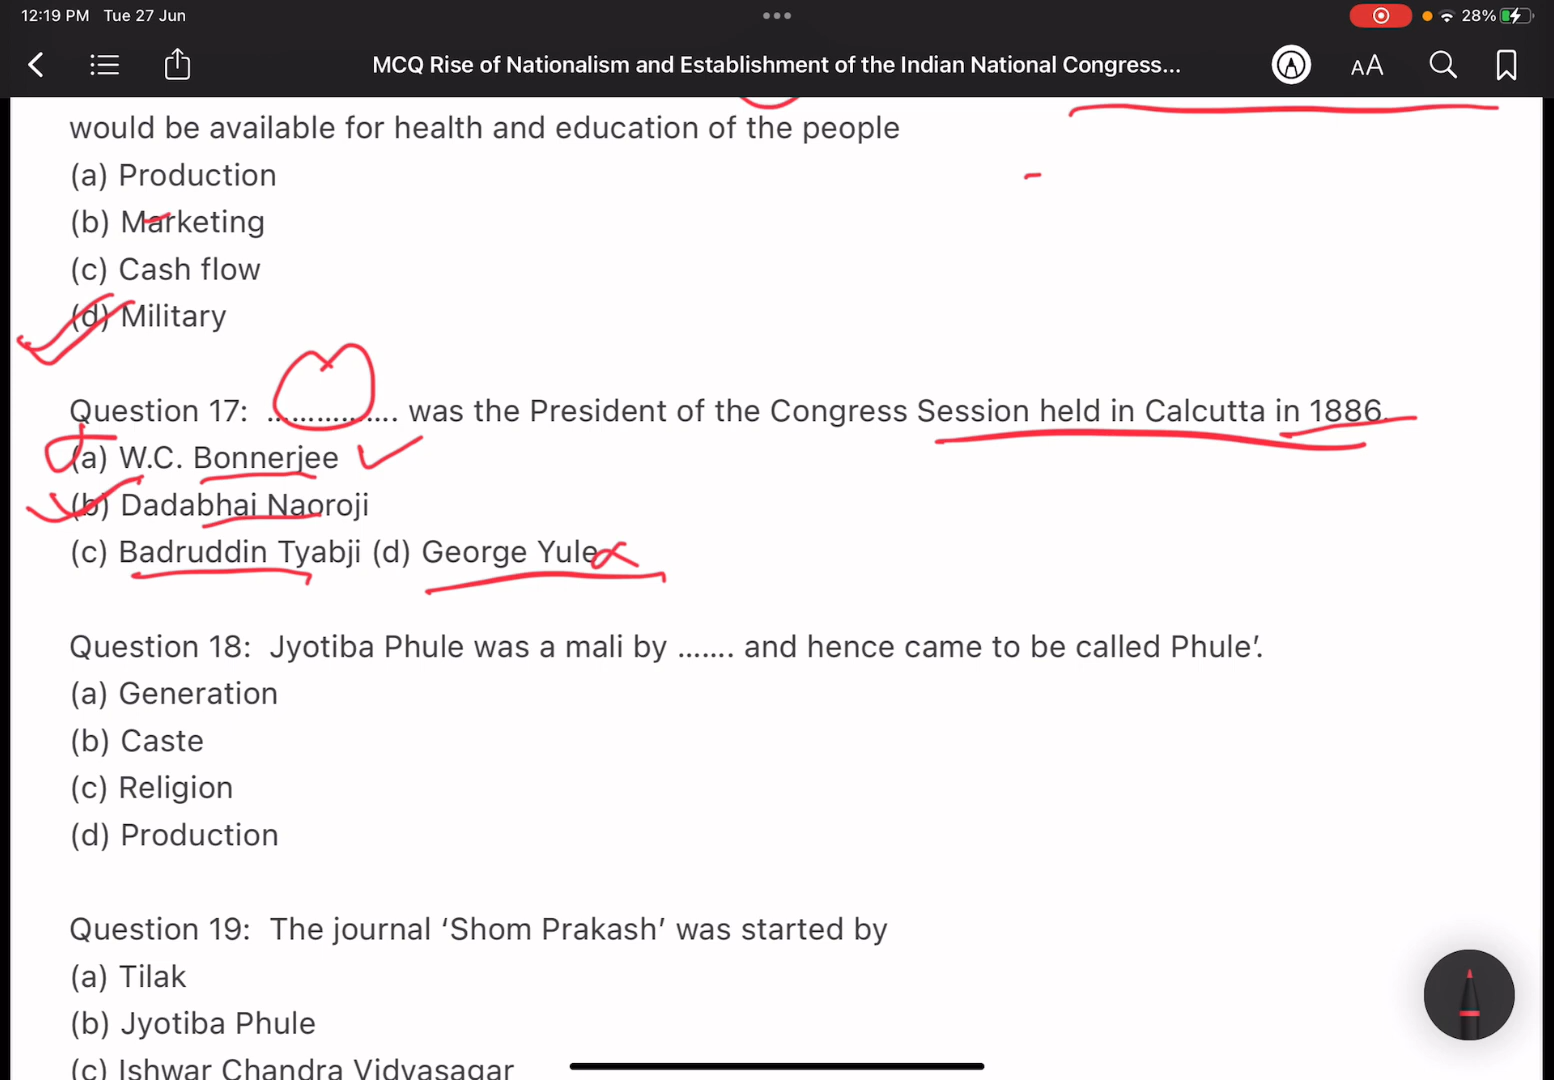 12:19 PM Tue 27 Jun
28%
MCQ Rise of Nationalism and Establishment of the Indian National Congress...
AA
would be available for health and education of the people
(a) Production
(b) Marketing
(c) Cash flow
(d) Military
Question 17: .............. was the President of the Congress Session held in Calcutta in 1886.
(a) W.C. Bonnerjee
(b) Dadabhai Naoroji
(c) Badruddin Tyabji (d) George Yule
Question 18: Jyotiba Phule was a mali by ....... and hence came to be called Phule’.
(a) Generation
(b) Caste
(c) Religion
(d) Production
Question 19: The journal ‘Shom Prakash’ was started by
(a) Tilak
(b) Jyotiba Phule
(c) Ishwar Chandra Vidyasagar